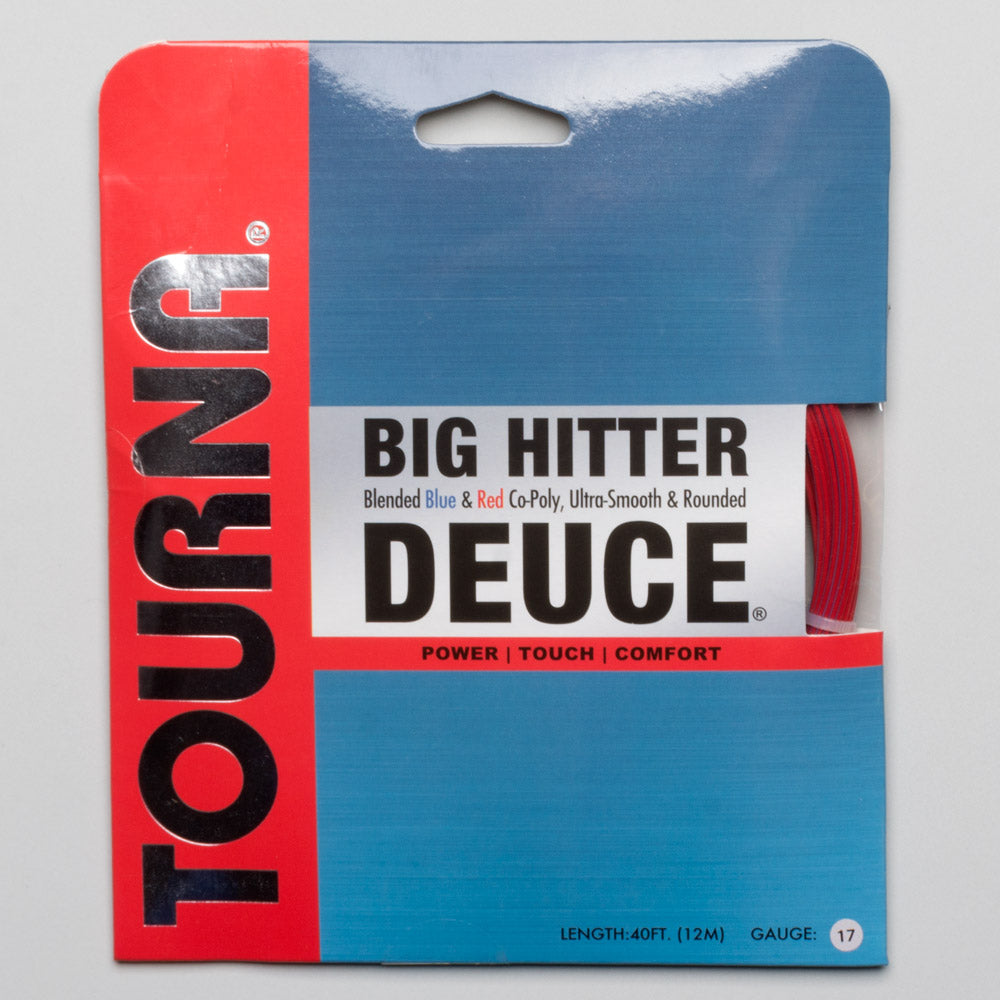 TOURNA®
BIG HITTER
Blended Blue & Red Co-Poly, Ultra-Smooth & Rounded
DEUCE®
POWER | TOUCH | COMFORT
LENGTH:40FT. (12M) GAUGE: 17